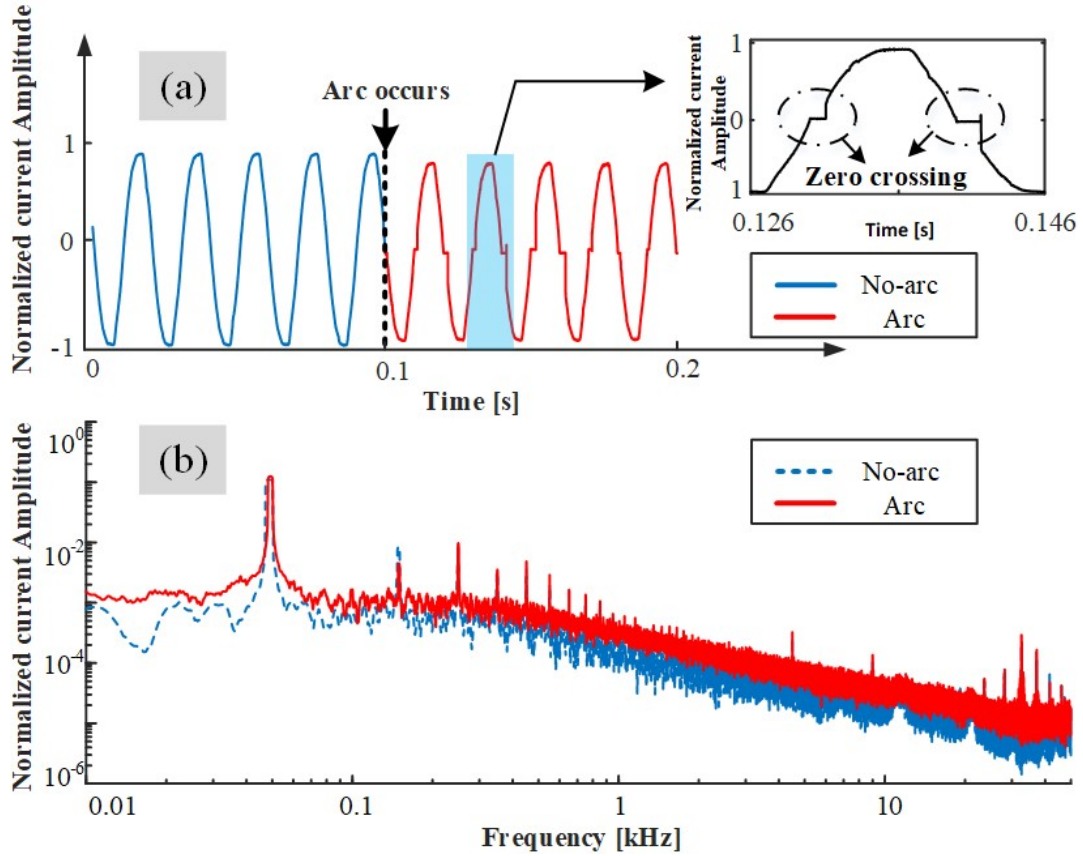 Normalized current Amplitude
(a)
Arc occurs
1
0
-1
0
0.1
0.2
Time [s]
Normalized current
Amplitude
1
0
1
Zero crossing
0.126
0.146
Time [s]
No-arc
Arc
Normalized current Amplitude
(b)
10^0
10^-2
10^-4
10^-6
No-arc
Arc
0.01
0.1
1
10
Frequency [kHz]